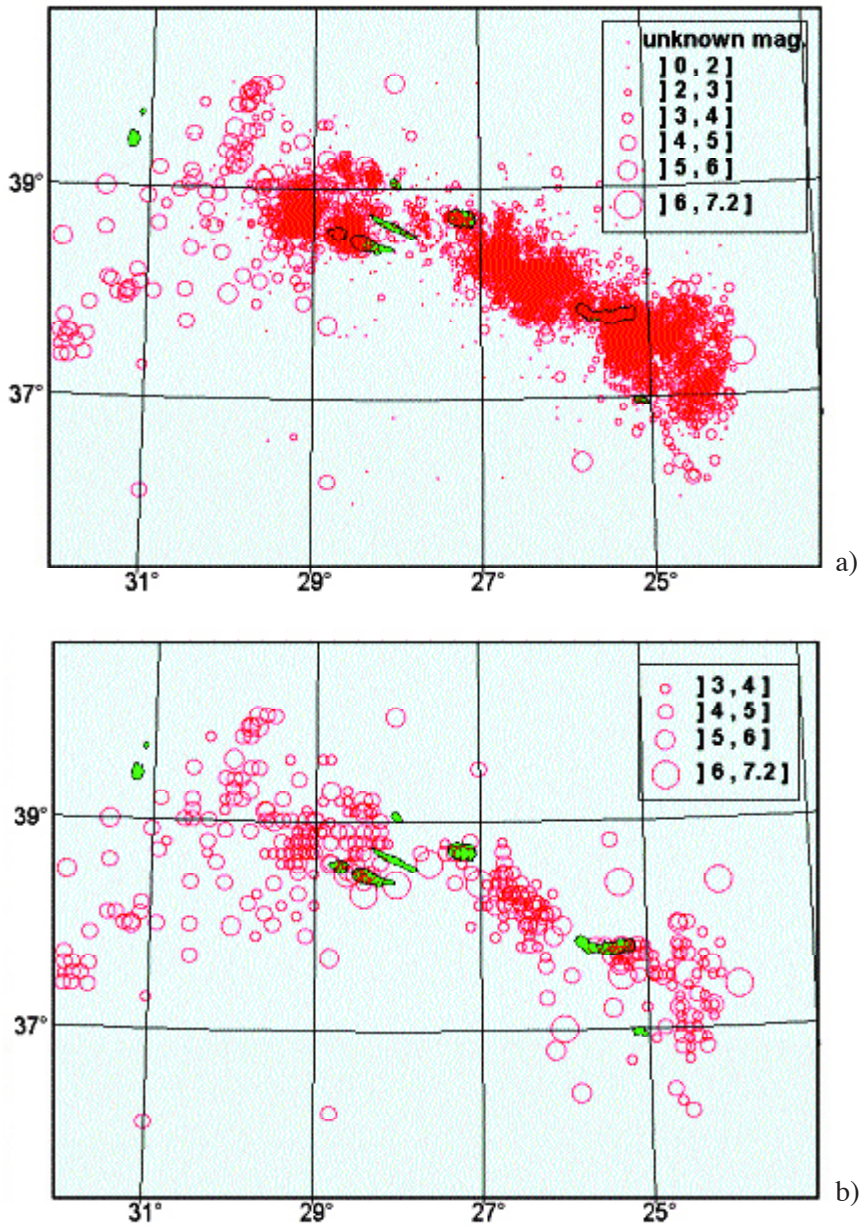 unknown mag.
] 0 , 2 ]
] 2 , 3 ]
] 3 , 4 ]
] 4 , 5 ]
] 5 , 6 ]
] 6 , 7.2 ]
39°
37°
31°
29°
27°
25°
a)
] 3 , 4 ]
] 4 , 5 ]
] 5 , 6 ]
] 6 , 7.2 ]
39°
37°
31°
29°
27°
25°
b)